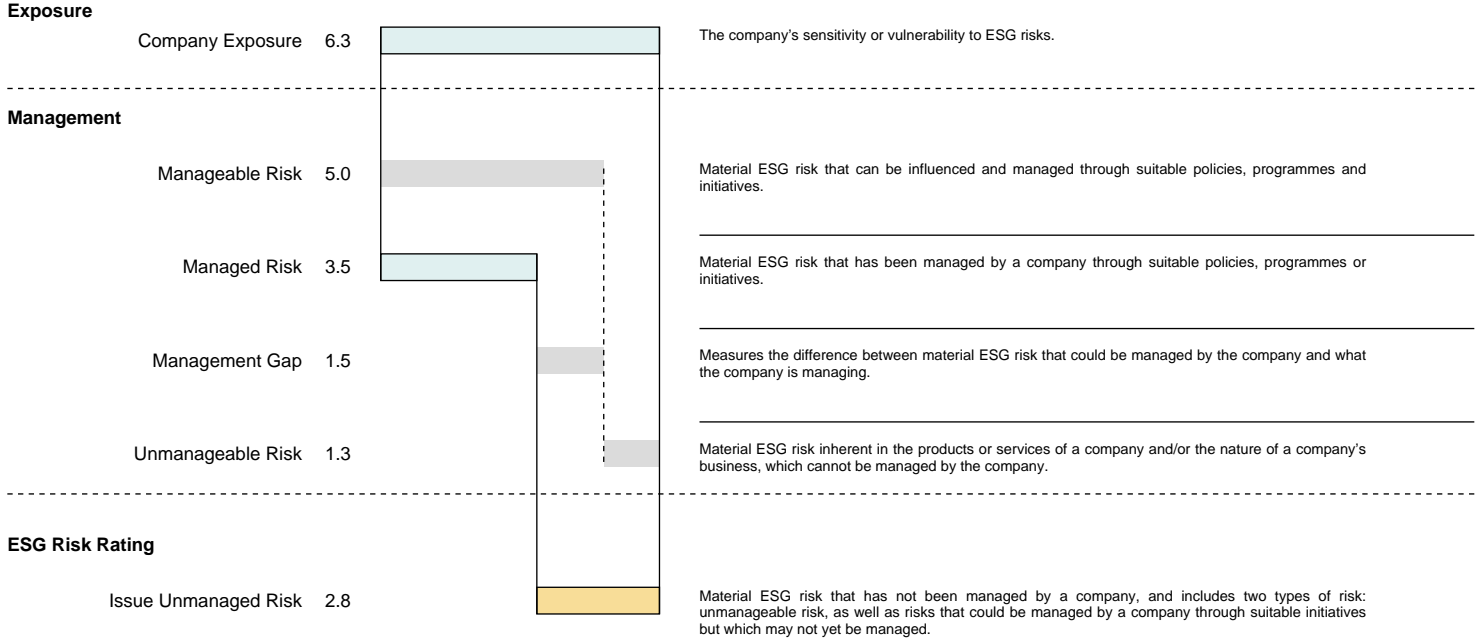 Exposure
Company Exposure 6.3
The company’s sensitivity or vulnerability to ESG risks.
Management
Manageable Risk 5.0
Material ESG risk that can be influenced and managed through suitable policies, programmes and
initiatives.
Managed Risk 3.5
Material ESG risk that has been managed by a company through suitable policies, programmes or
initiatives.
Management Gap 1.5
Measures the difference between material ESG risk that could be managed by the company and what
the company is managing.
Unmanageable Risk 1.3
Material ESG risk inherent in the products or services of a company and/or the nature of a company’s
business, which cannot be managed by the company.
ESG Risk Rating
Issue Unmanaged Risk 2.8
Material ESG risk that has not been managed by a company, and includes two types of risk:
unmanageable risk, as well as risks that could be managed by a company through suitable initiatives
but which may not yet be managed.